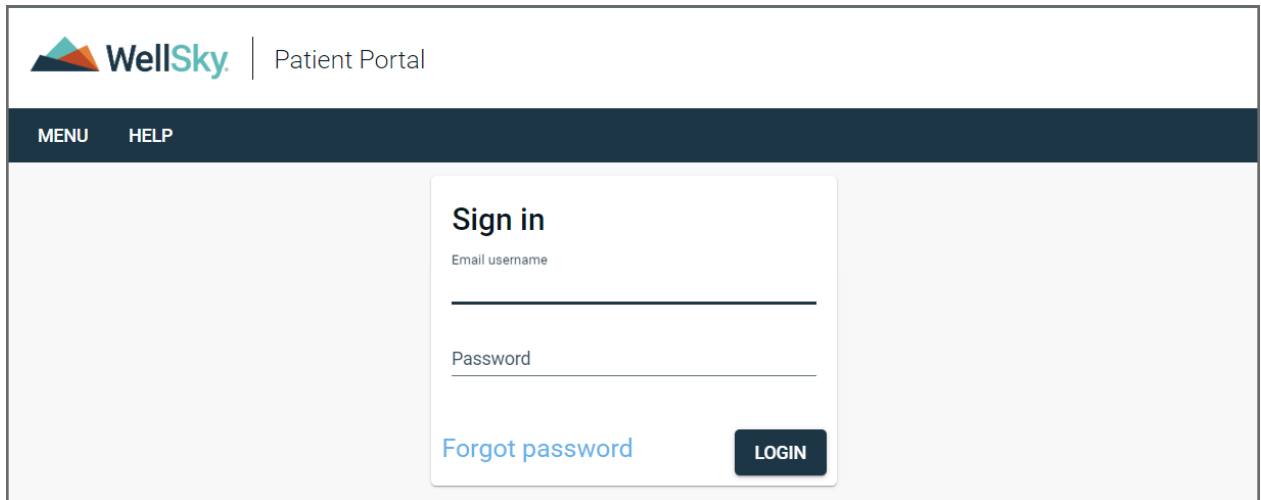 WellSky® Patient Portal
MENU HELP
Sign in
Email username
Password
Forgot password LOGIN